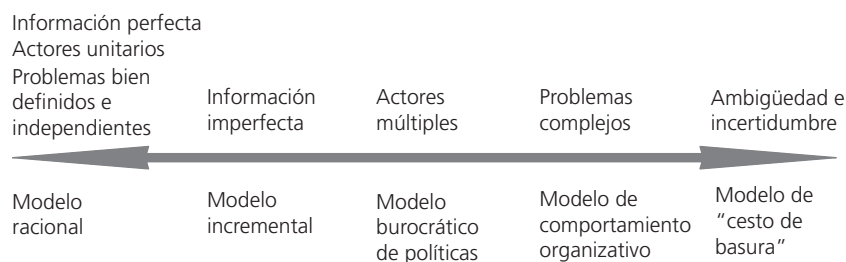 Información perfecta
Actores unitarios
Problemas bien
definidos e
independientes
Información
imperfecta
Actores
múltiples
Problemas
complejos
Ambigüedad e
incertidumbre
Modelo
racional
Modelo
incremental
Modelo
burocrático
de políticas
Modelo de
comportamiento
organizativo
Modelo de
“cesto de
basura”